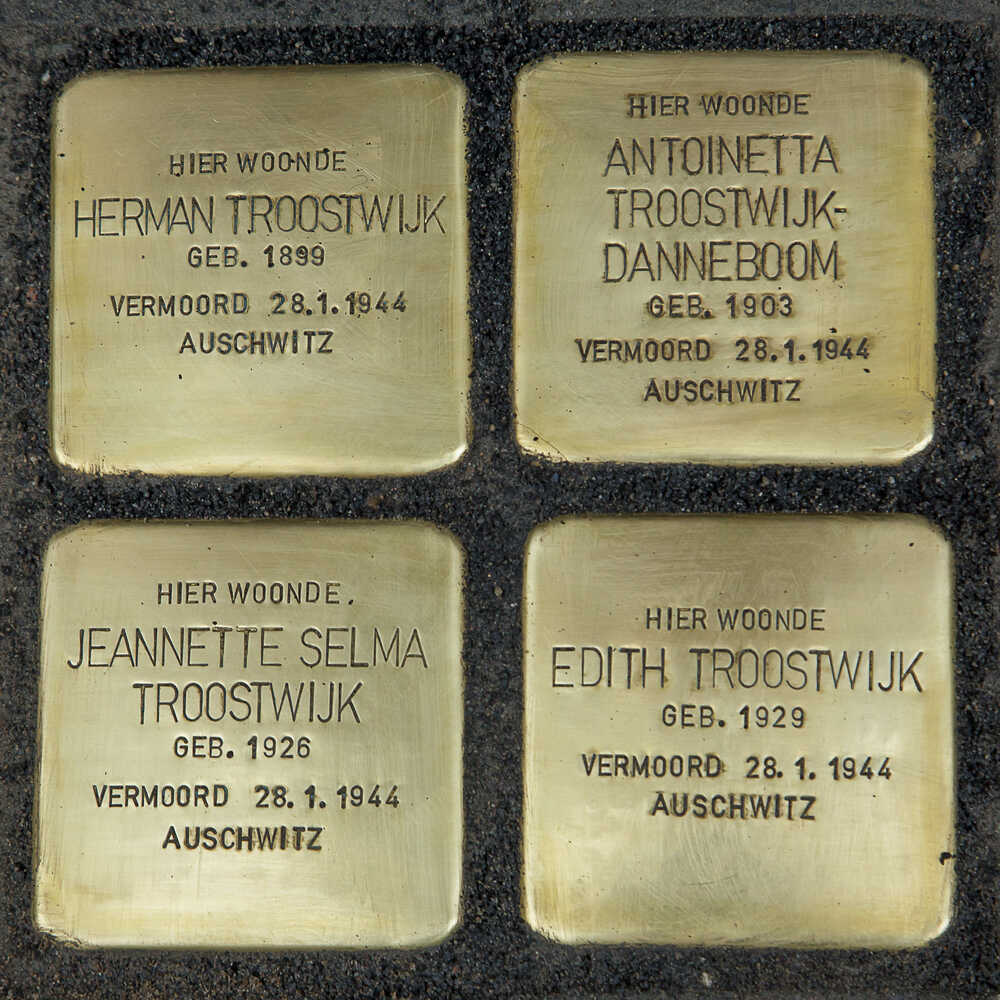 HIER WOONDE
HERMAN TROOSTWIJK
GEB. 1899
VERMOORD 28.1.1944
AUSCHWITZ
HIER WOONDE
ANTOINETTA
TROOSTWIJK-
DANNEBOOM
GEB. 1903
VERMOORD 28.1.1944
AUSCHWITZ
HIER WOONDE
JEANNETTE SELMA
TROOSTWIJK
GEB. 1926
VERMOORD 28.1.1944
AUSCHWITZ
HIER WOONDE
EDITH TROOSTWIJK
GEB. 1929
VERMOORD 28.1.1944
AUSCHWITZ